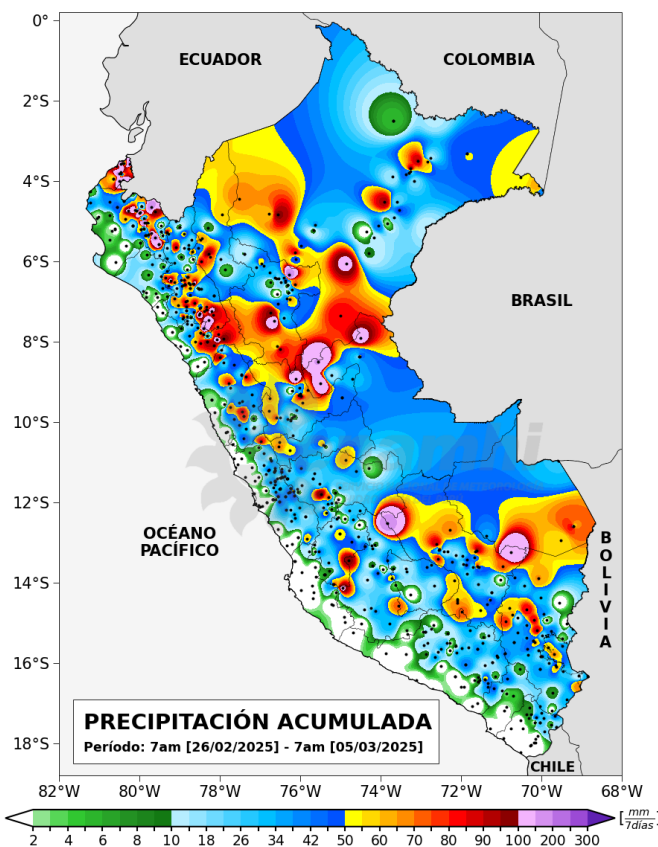 0°
2°S
4°S
6°S
8°S
10°S
12°S
14°S
16°S
18°S
ECUADOR
COLOMBIA
BRASIL
OCÉANO
PACÍFICO
B
O
L
I
V
I
A
CHILE
PRECIPITACIÓN ACUMULADA
Período: 7am [26/02/2025] - 7am [05/03/2025]
82°W 80°W 78°W 76°W 74°W 72°W 70°W 68°W
2 4 6 8 10 18 26 34 42 50 60 70 80 90 100 200 300
[mm
7días